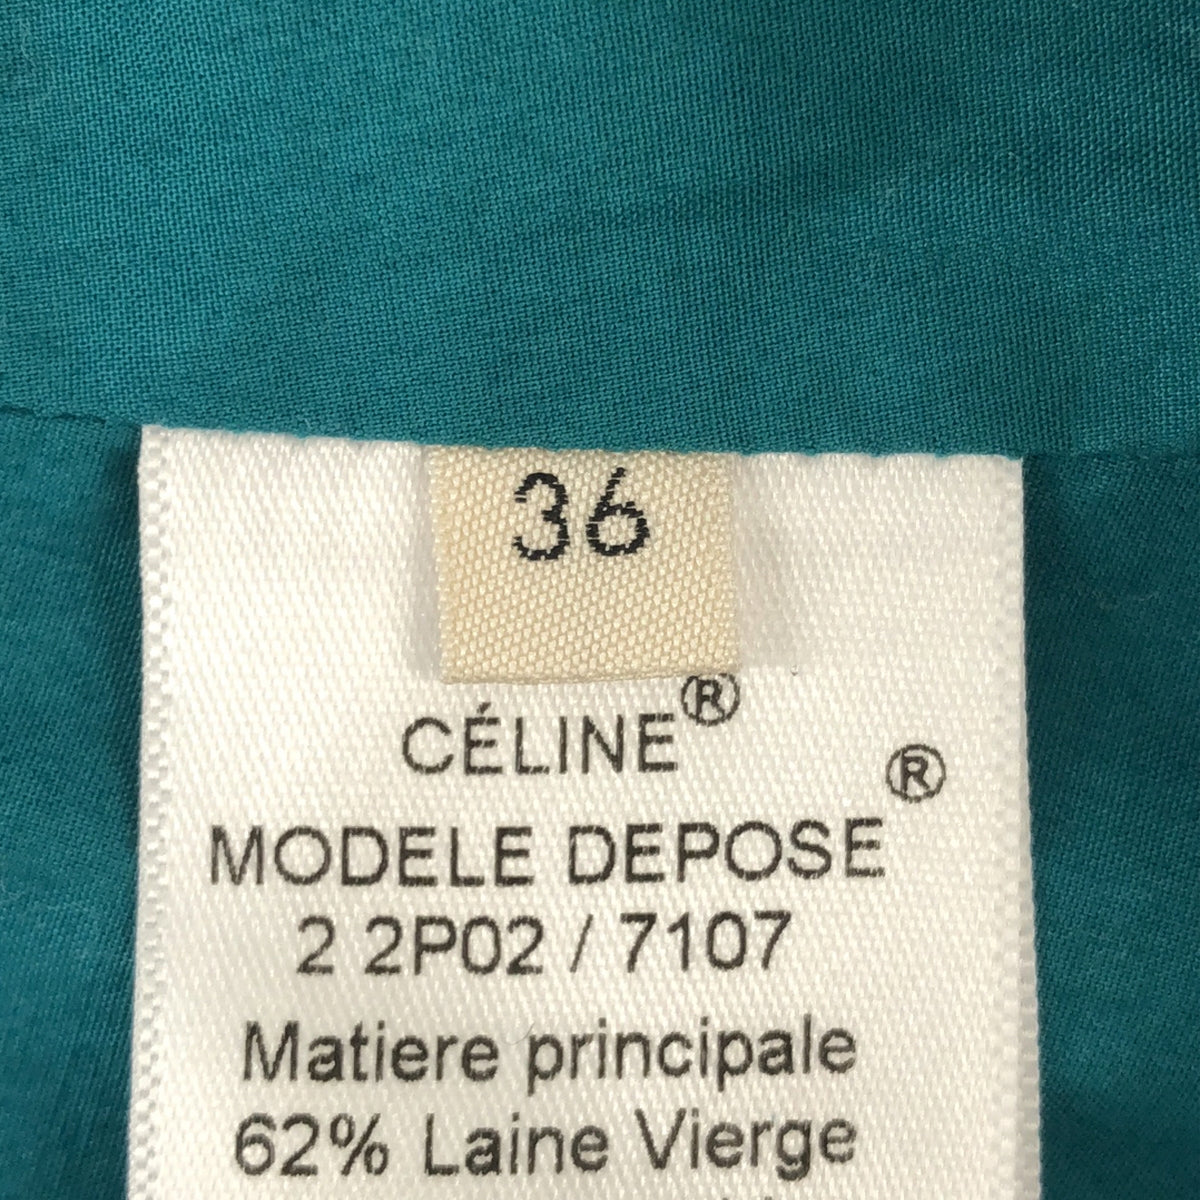 36
CÉLINE®
MODELE DEPOSE®
2 2P02 / 7107
Matiere principale
62% Laine Vierge